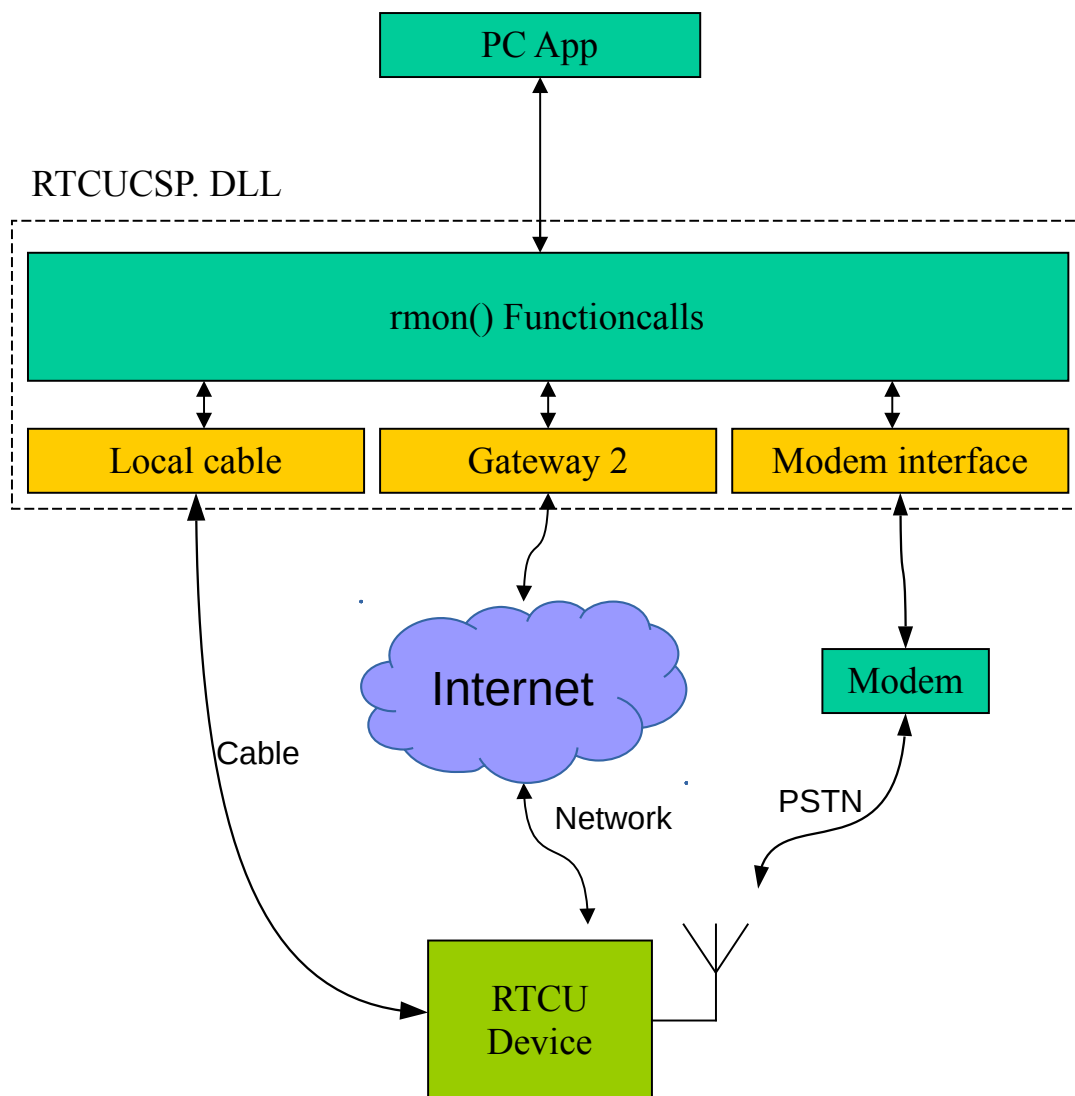 PC App
RTCUCSP. DLL
rmon() Functioncalls
Local cable
Gateway 2
Modem interface
Internet
Modem
Cable
Network
PSTN
RTCU
Device